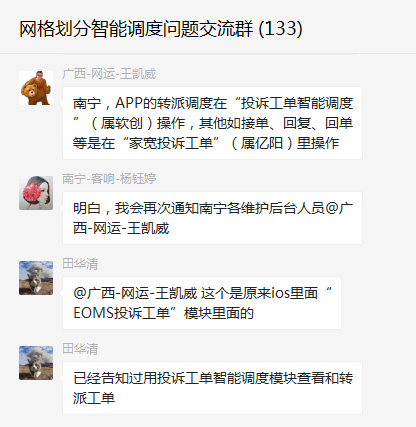 网格划分智能调度问题交流群 (133)
广西-网运-王凯威
南宁，APP的转派调度在“投诉工单智能调度
”（属软创）操作，其他如接单、回复、回单
等是在“家宽投诉工单”（属亿阳）里操作
南宁-客响-杨钰婷
明白，我会再次通知南宁各维护后台人员@广
西-网运-王凯威
田华清
@广西-网运-王凯威 这个是原来ios里面“
EOMS投诉工单”模块里面的
田华清
已经告知过用投诉工单智能调度模块查看和转
派工单